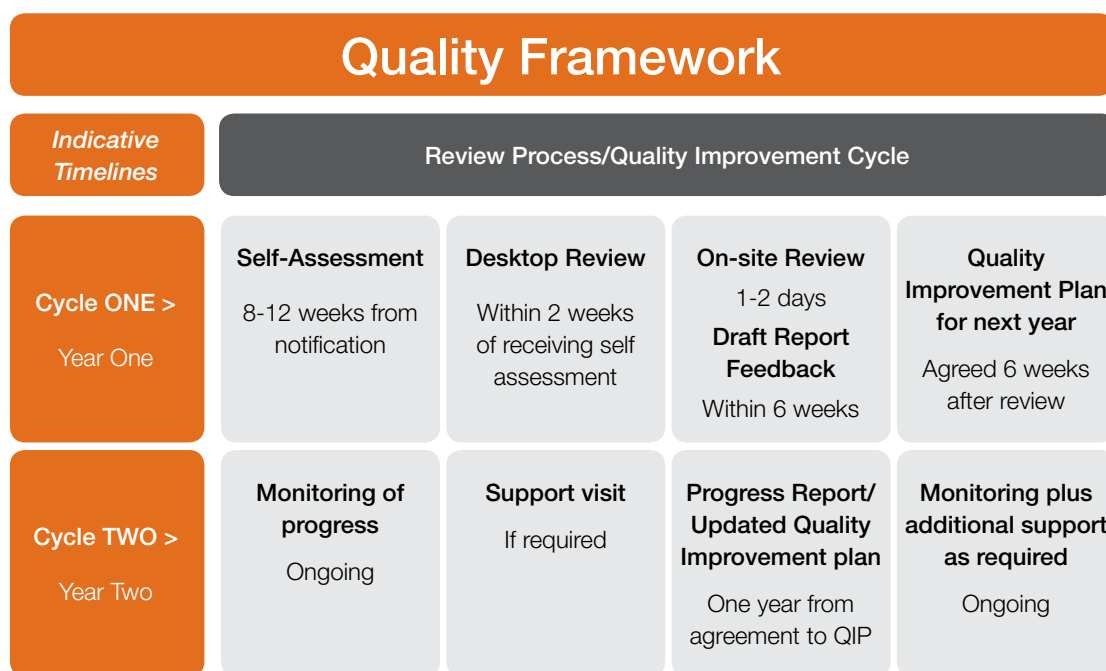 Quality Framework
Indicative
Timelines
Review Process/Quality Improvement Cycle
Cycle ONE >
Year One
Self-Assessment
8-12 weeks from
notification
Desktop Review
Within 2 weeks
of receiving self
assessment
On-site Review
1-2 days
Draft Report
Feedback
Within 6 weeks
Quality
Improvement Plan
for next year
Agreed 6 weeks
after review
Cycle TWO >
Year Two
Monitoring of
progress
Ongoing
Support visit
If required
Progress Report/
Updated Quality
Improvement plan
One year from
agreement to QIP
Monitoring plus
additional support
as required
Ongoing